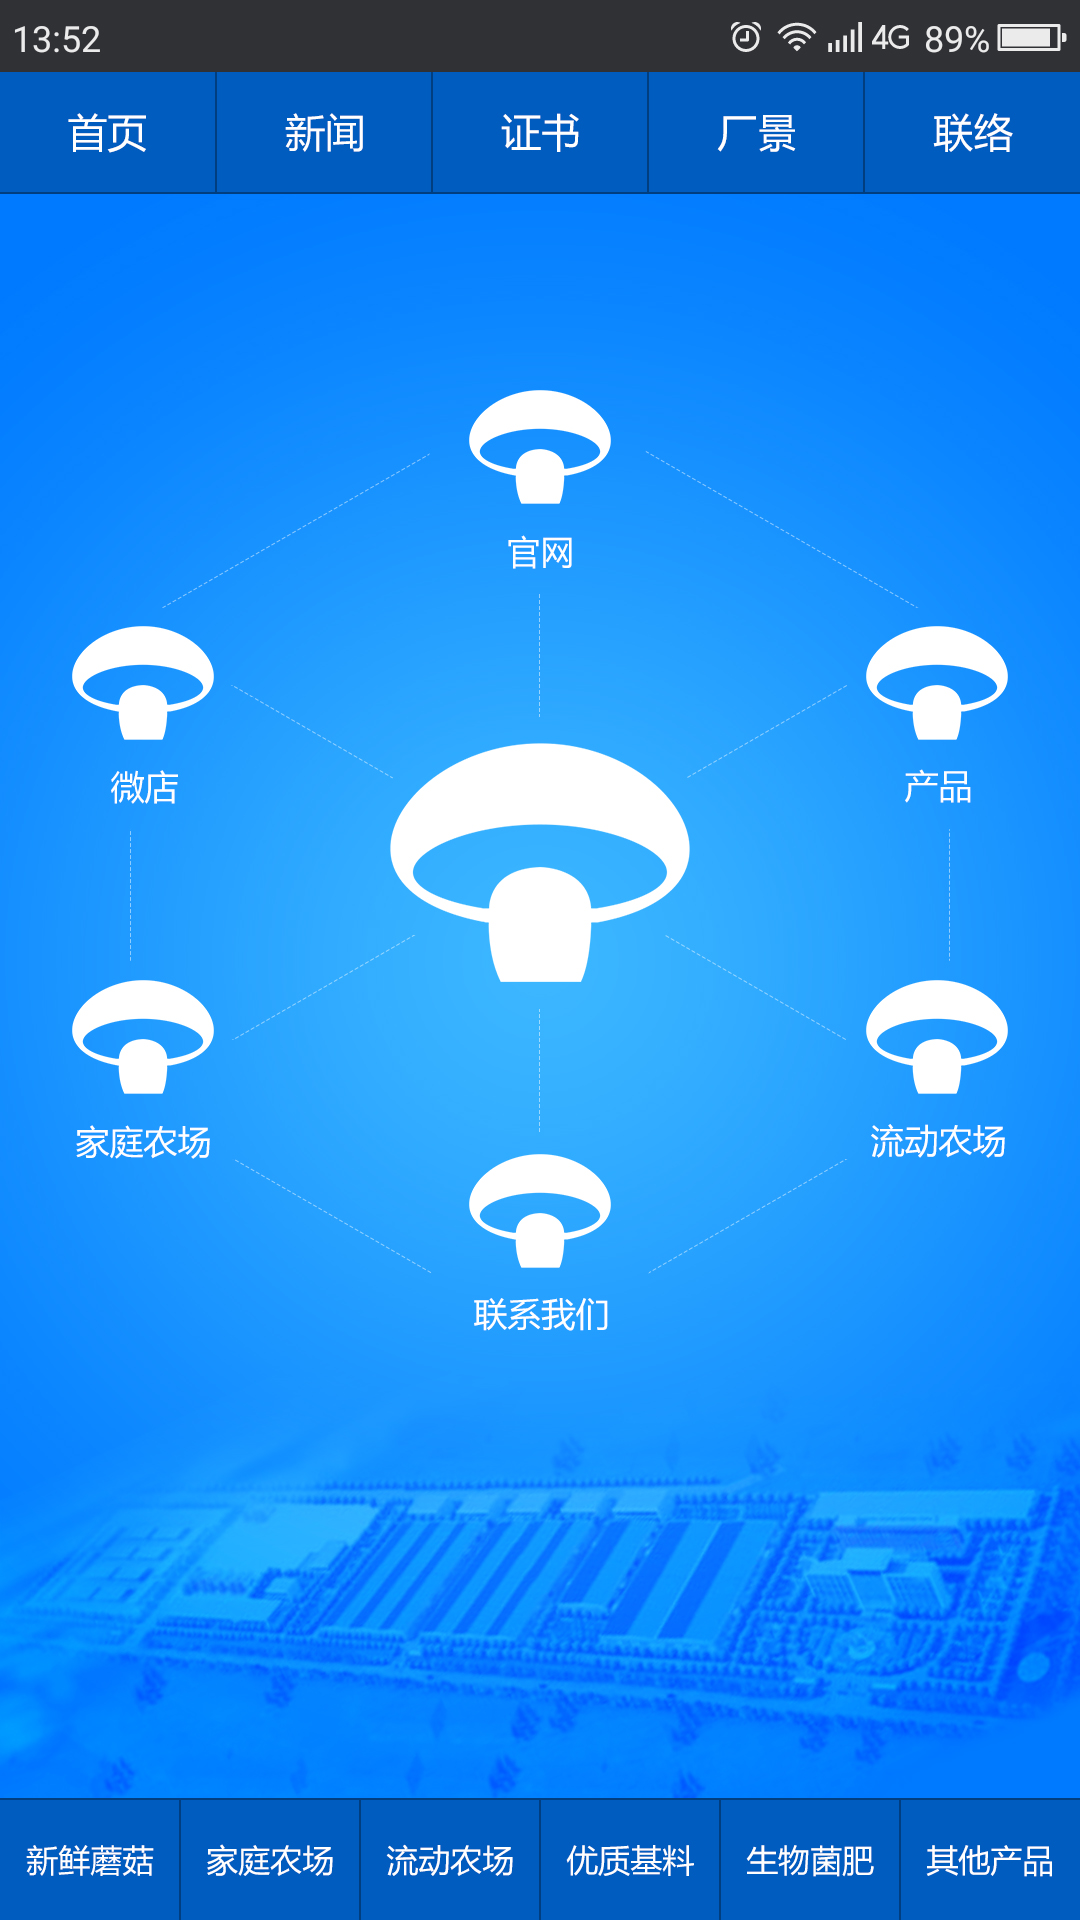 13:52 4G 89%
首页 新闻 证书 厂景 联络
官网
微店 产品
家庭农场 流动农场
联系我们
新鲜蘑菇 家庭农场 流动农场 优质基料 生物菌肥 其他产品